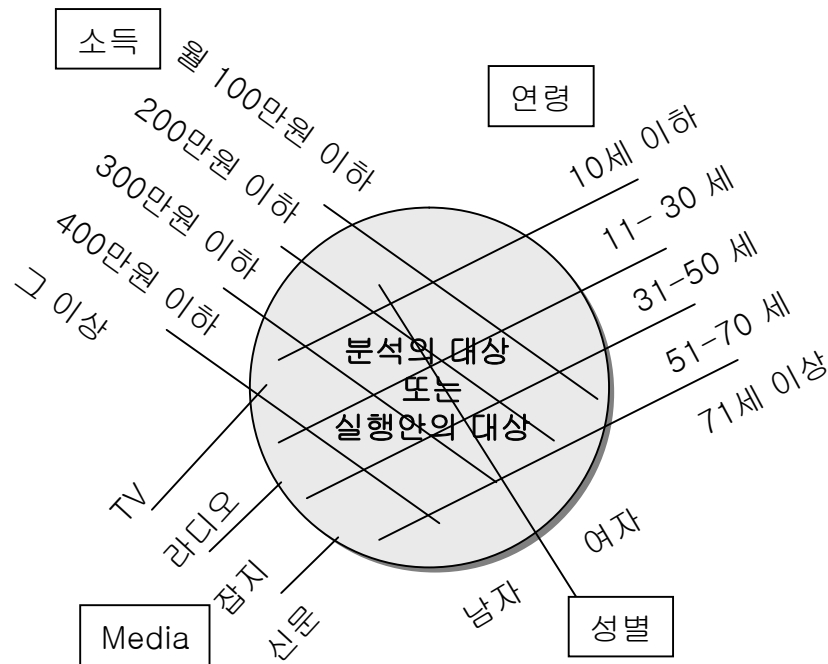 소득
월 100만원 이하
200만원 이하
300만원 이하
400만원 이하
그 이상
연령
10세 이하
11- 30 세
31-50 세
51-70 세
71세 이상
분석의 대상
또는
실행안의 대상
TV
라디오
잡지
신문
Media
남자
여자
성별